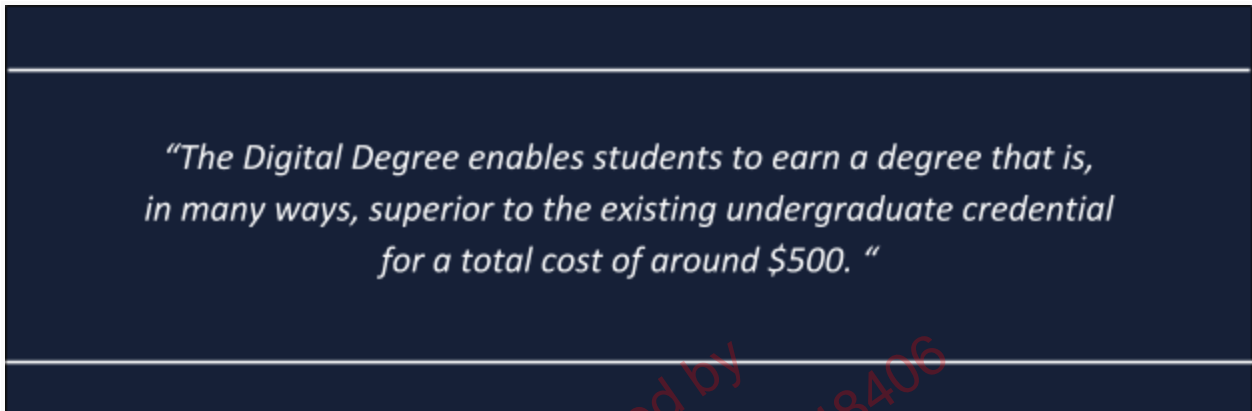 “The Digital Degree enables students to earn a degree that is,
in many ways, superior to the existing undergraduate credential
for a total cost of around $500. “
by